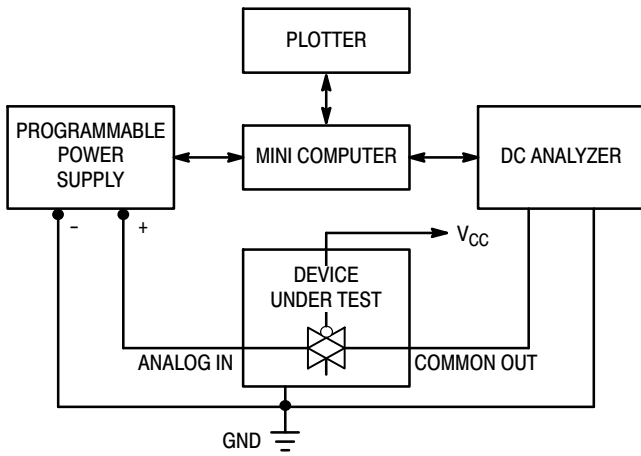 PLOTTER
PROGRAMMABLE
POWER
SUPPLY
MINI COMPUTER
DC ANALYZER
−
+
VCC
DEVICE
UNDER TEST
ANALOG IN
COMMON OUT
GND